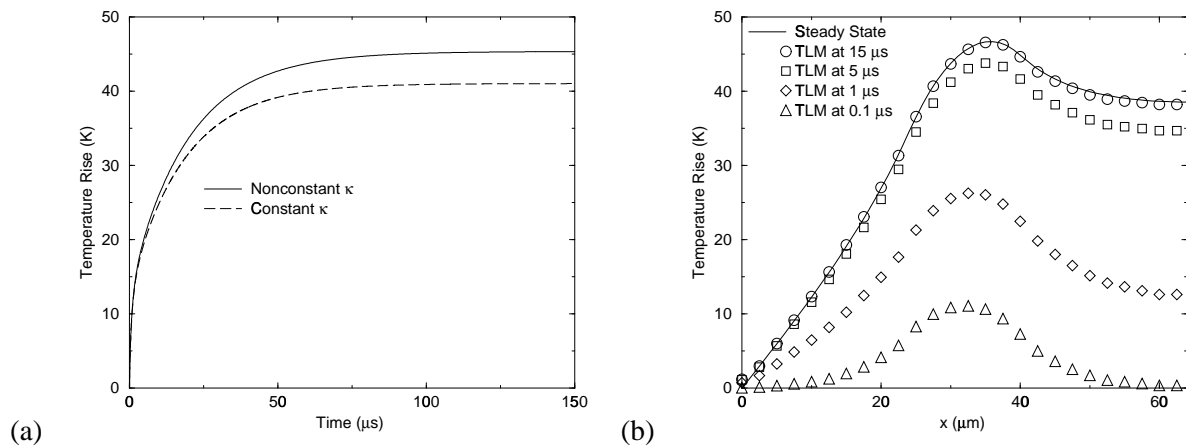 50
40
30
20
10
0
Temperature Rise (K)
Nonconstant κ
Constant κ
0 50 100 150
Time (μs)
(a)
50
40
30
20
10
0
Temperature Rise (K)
Steady State
TLM at 15 μs
TLM at 5 μs
TLM at 1 μs
TLM at 0.1 μs
0 20 40 60
x (μm)
(b)